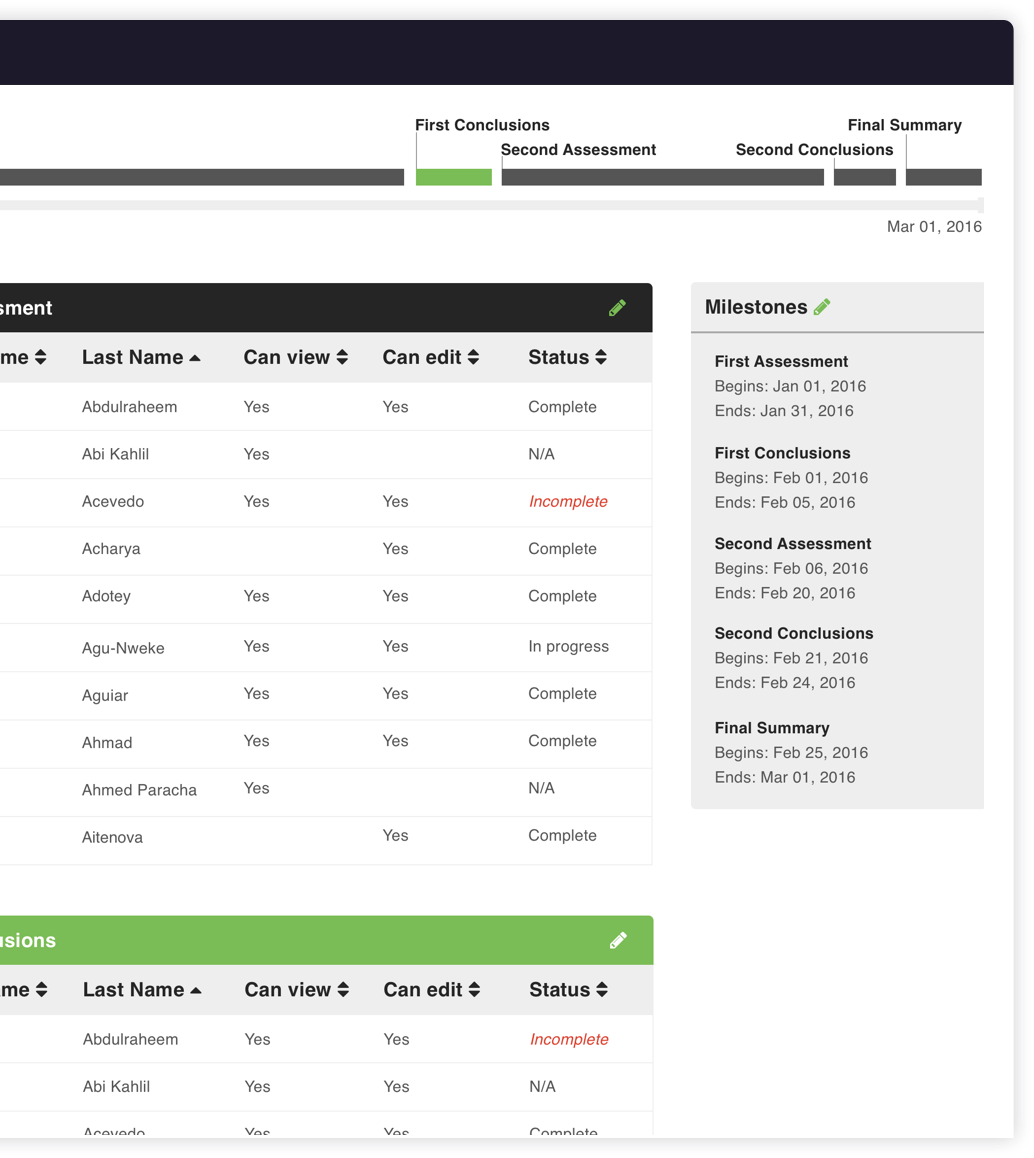 First Conclusions Final Summary
Second Assessment Second Conclusions
Mar 01, 2016
sment
me Last Name Can view Can edit Status
Abdulraheem Yes Yes Complete
Abi Kahlil Yes N/A
Acevedo Yes Yes Incomplete
Acharya Yes Complete
Adotey Yes Yes Complete
Agu-Nweke Yes Yes In progress
Aguiar Yes Yes Complete
Ahmad Yes Yes Complete
Ahmed Paracha Yes N/A
Aitenova Yes Complete
Milestones
First Assessment
Begins: Jan 01, 2016
Ends: Jan 31, 2016
First Conclusions
Begins: Feb 01, 2016
Ends: Feb 05, 2016
Second Assessment
Begins: Feb 06, 2016
Ends: Feb 20, 2016
Second Conclusions
Begins: Feb 21, 2016
Ends: Feb 24, 2016
Final Summary
Begins: Feb 25, 2016
Ends: Mar 01, 2016
usions
me Last Name Can view Can edit Status
Abdulraheem Yes Yes Incomplete
Abi Kahlil Yes Yes N/A
Acevedo Yes Yes Complete